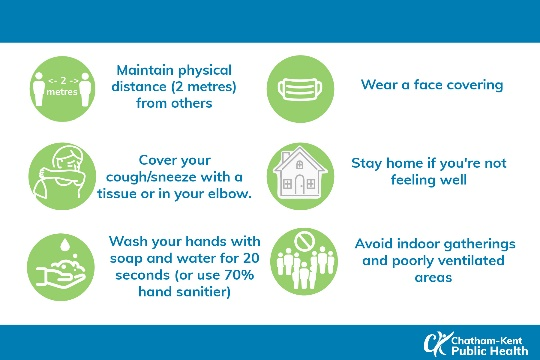 <- 2 ->
metres
Maintain physical
distance (2 metres)
from others
Wear a face covering
Cover your
cough/sneeze with a
tissue or in your elbow.
Stay home if you're not
feeling well
Wash your hands with
soap and water for 20
seconds (or use 70%
hand sanitier)
Avoid indoor gatherings
and poorly ventilated
areas
CK Chatham-Kent
Public Health